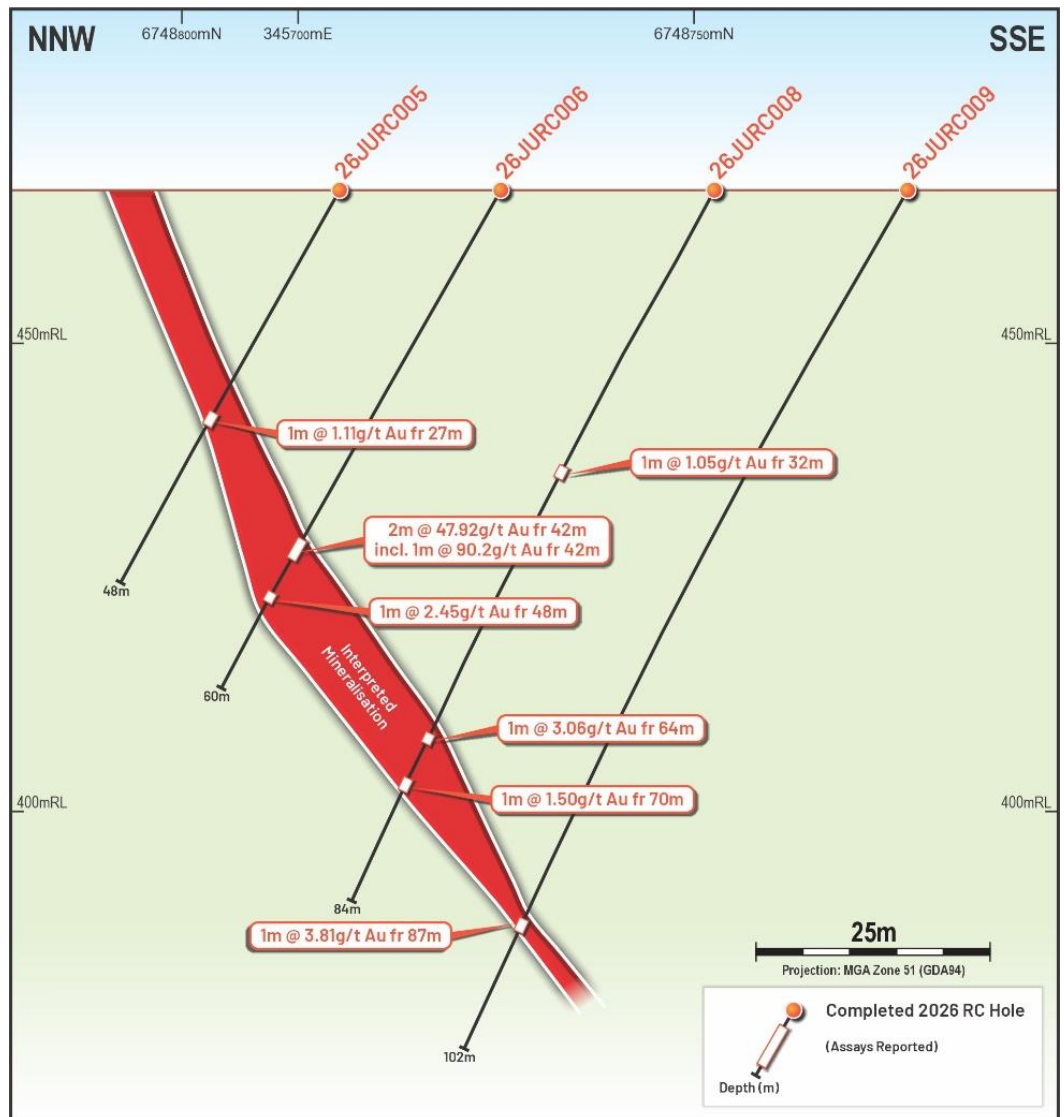 NNW
6748800mN
345700mE
6748750mN
SSE
26JURC005
26JURC006
26JURC008
26JURC009
450mRL
450mRL
1m @ 1.11g/t Au fr 27m
1m @ 1.05g/t Au fr 32m
2m @ 47.92g/t Au fr 42m
incl. 1m @ 90.2g/t Au fr 42m
48m
1m @ 2.45g/t Au fr 48m
Interpreted
Mineralisation
60m
1m @ 3.06g/t Au fr 64m
400mRL
1m @ 1.50g/t Au fr 70m
400mRL
84m
1m @ 3.81g/t Au fr 87m
25m
Projection: MGA Zone 51 (GDA94)
102m
Completed 2026 RC Hole
(Assays Reported)
Depth (m)